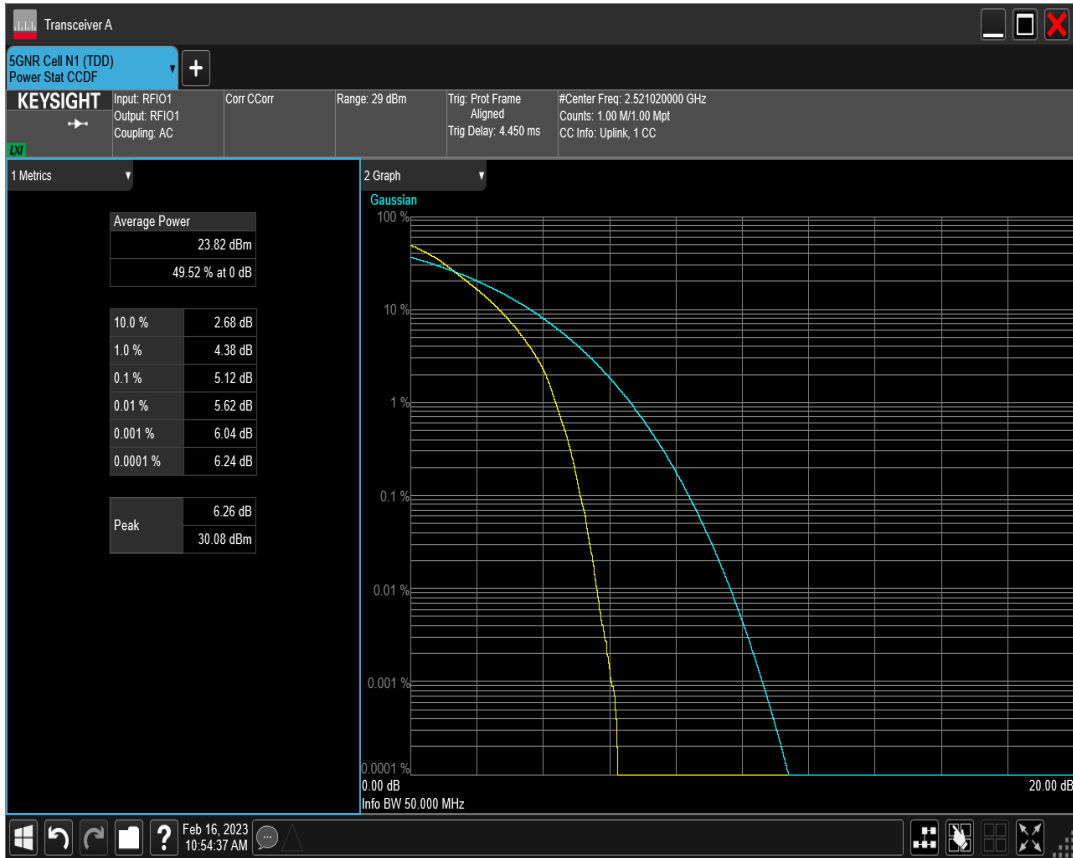 Transceiver A
5GNR Cell N1 (TDD)
Power Stat CCDF
+
KEYSIGHT
LXI
Input: RFIO1
Output: RFIO1
Coupling: AC
Corr CCorr
Range: 29 dBm
Trig: Prot Frame
Aligned
Trig Delay: 4.450 ms
#Center Freq: 2.521020000 GHz
Counts: 1.00 M/1.00 Mpt
CC Info: Uplink, 1 CC
1 Metrics
Average Power
23.82 dBm
49.52 % at 0 dB
10.0 % 2.68 dB
1.0 % 4.38 dB
0.1 % 5.12 dB
0.01 % 5.62 dB
0.001 % 6.04 dB
0.0001 % 6.24 dB
Peak 6.26 dB
30.08 dBm
2 Graph
Gaussian
100 %
10 %
1 %
0.1 %
0.01 %
0.001 %
0.0001 %
0.00 dB 20.00 dB
Info BW 50.000 MHz
? Feb 16, 2023
10:54:37 AM